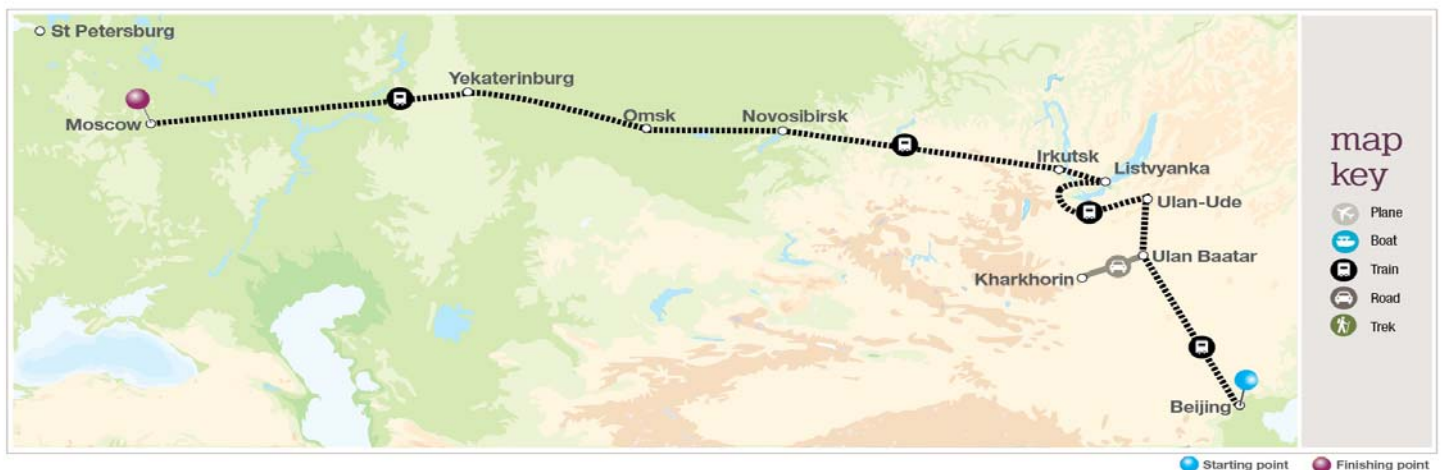 St Petersburg
Yekaterinburg
Moscow
Omsk
Novosibirsk
Irkutsk
Listvyanka
Ulan-Ude
Ulan Baatar
Kharkhorin
Beijing
map
key
Plane
Boat
Train
Road
Trek
Starting point
Finishing point